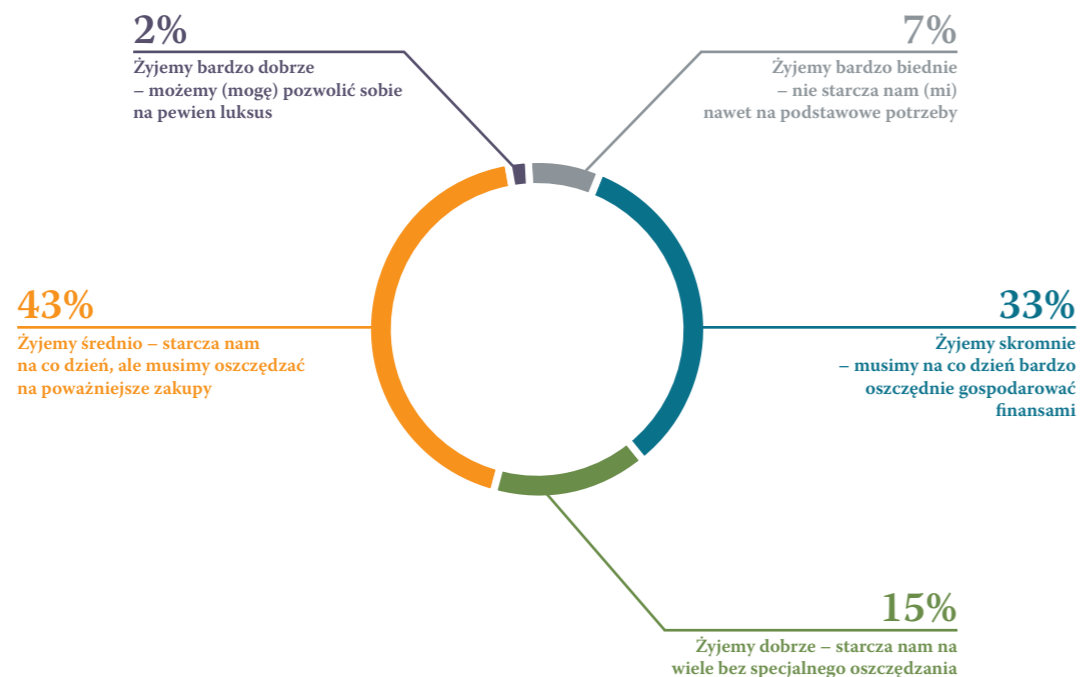 2%
Żyjemy bardzo dobrze
– możemy (mogę) pozwolić sobie
na pewien luksus
7%
Żyjemy bardzo biednie
– nie starcza nam (mi)
nawet na podstawowe potrzeby
43%
Żyjemy średnio – starcza nam
na co dzień, ale musimy oszczędzać
na poważniejsze zakupy
33%
Żyjemy skromnie
– musimy na co dzień bardzo
oszczędnie gospodarować
finansami
15%
Żyjemy dobrze – starcza nam na
wiele bez specjalnego oszczędzania